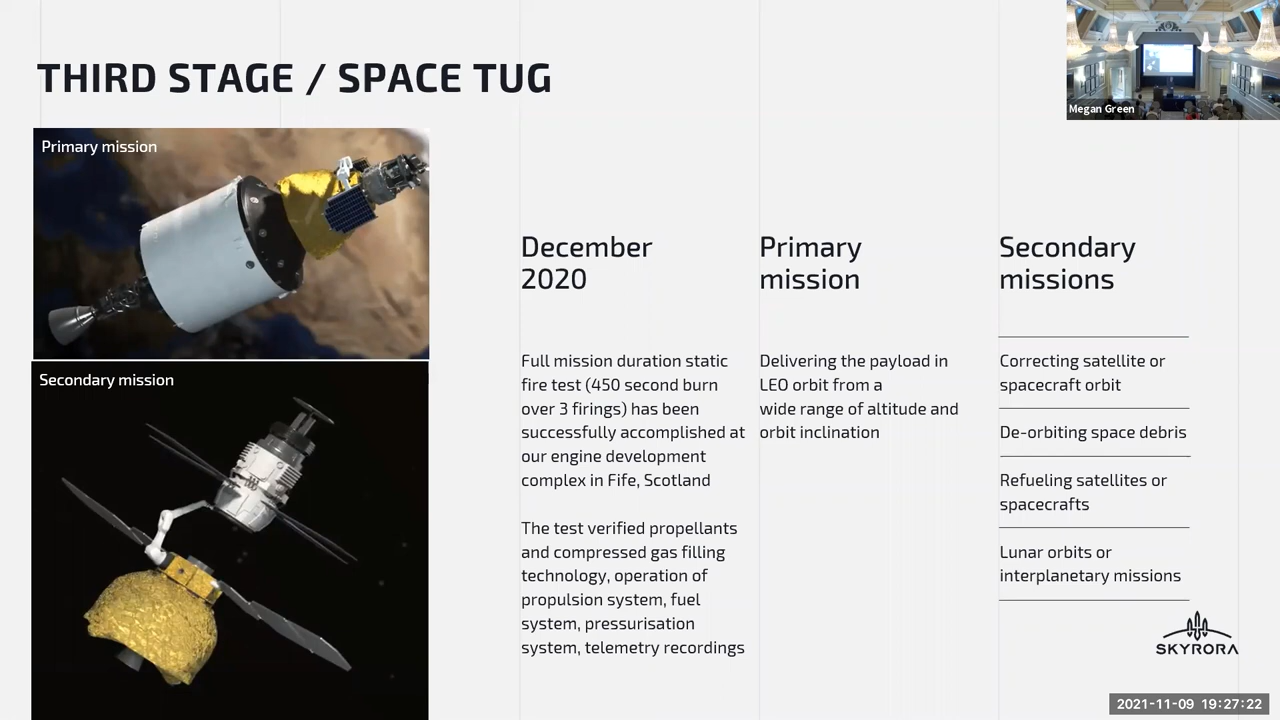 THIRD STAGE / SPACE TUG
Megan Green
Primary mission
Secondary mission
December
2020
Full mission duration static
fire test (450 second burn
over 3 firings) has been
successfully accomplished at
our engine development
complex in Fife, Scotland
The test verified propellants
and compressed gas filling
technology, operation of
propulsion system, fuel
system, pressurisation
system, telemetry recordings
Primary
mission
Delivering the payload in
LEO orbit from a
wide range of altitude and
orbit inclination
Secondary
missions
Correcting satellite or
spacecraft orbit
De-orbiting space debris
Refueling satellites or
spacecrafts
Lunar orbits or
interplanetary missions
SKYRORA
2021-11-09 19:27:22